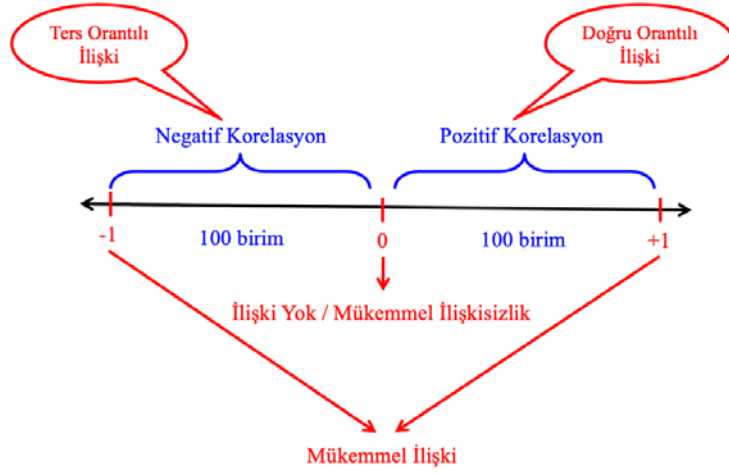 Ters Orantılı
İlişki
Doğru Orantılı
İlişki
Negatif Korelasyon
Pozitif Korelasyon
-1
100 birim
0
100 birim
+1
İlişki Yok / Mükemmel İlişkisizlik
Mükemmel İlişki